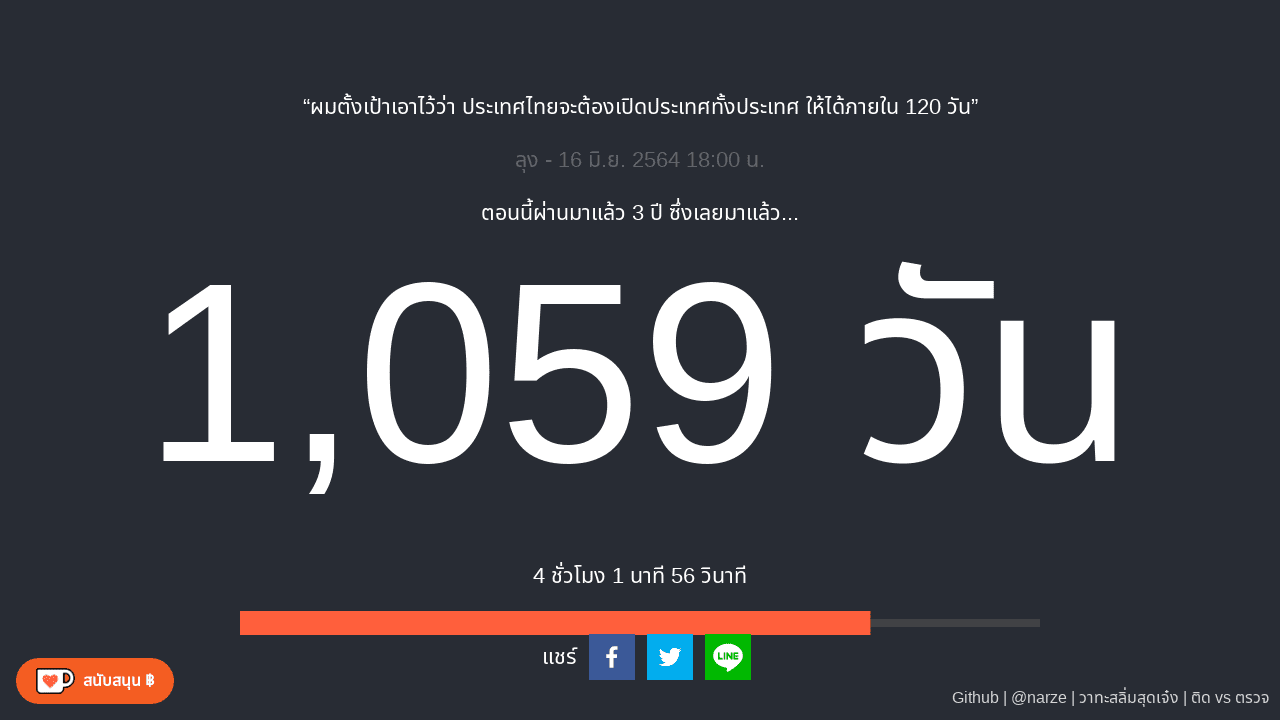 “ผมตั้งเป้าเอาไว้ว่า ประเทศไทยจะต้องเปิดประเทศทั้งประเทศ ให้ได้ภายใน 120 วัน”
ลุง - 16 มิ.ย. 2564 18:00 น.
ตอนนี้ผ่านมาแล้ว 3 ปี ซึ่งเลยมาแล้ว...
1,059 วัน
4 ชั่วโมง 1 นาที 56 วินาที
แชร์
LINE
สนับสนุน ฿
Github | @narze | วาทะสลิ่มสุดเจ๋ง | ติด vs ตรวจ